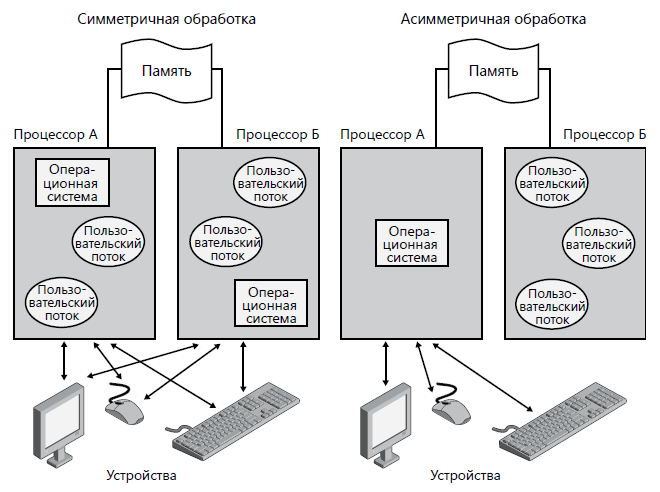 Симметричная обработка
Память
Процессор А
Процессор Б
Опера-
ционная
система
Пользо-
вательский
поток
Пользо-
вательский
поток
Пользо-
вательский
поток
Пользо-
вательский
поток
Опера-
ционная
система
Устройства
Асимметричная обработка
Память
Процессор А
Процессор Б
Опера-
ционная
система
Пользо-
вательский
поток
Пользо-
вательский
поток
Пользо-
вательский
поток
Устройства